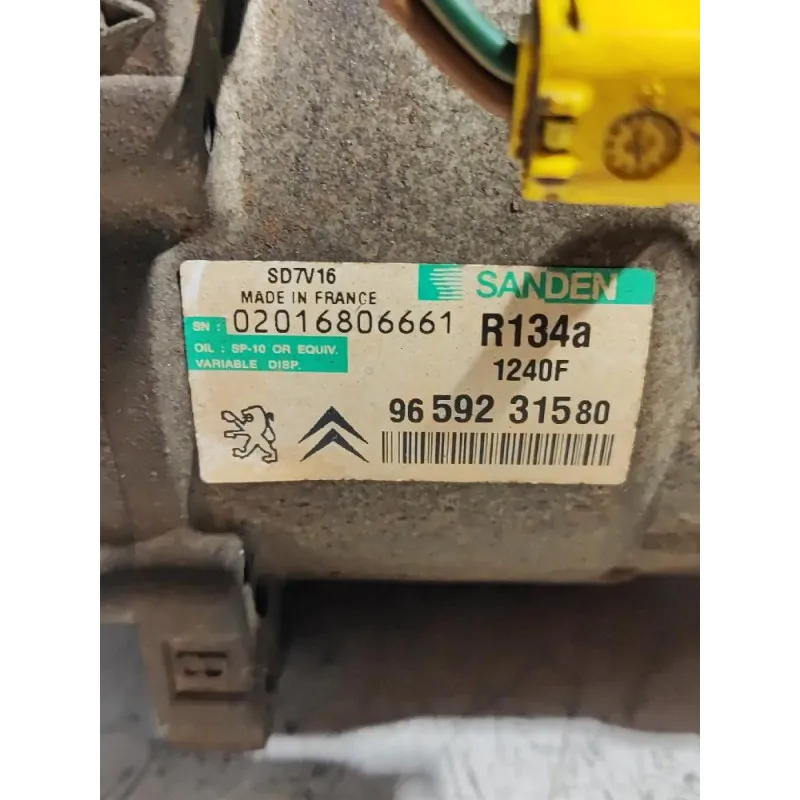 SD7V16
MADE IN FRANCE
SANDEN
SN : 02016806661
R134a
OIL : SP-10 OR EQUIV.
VARIABLE DISP.
1240F
96 592 315 80